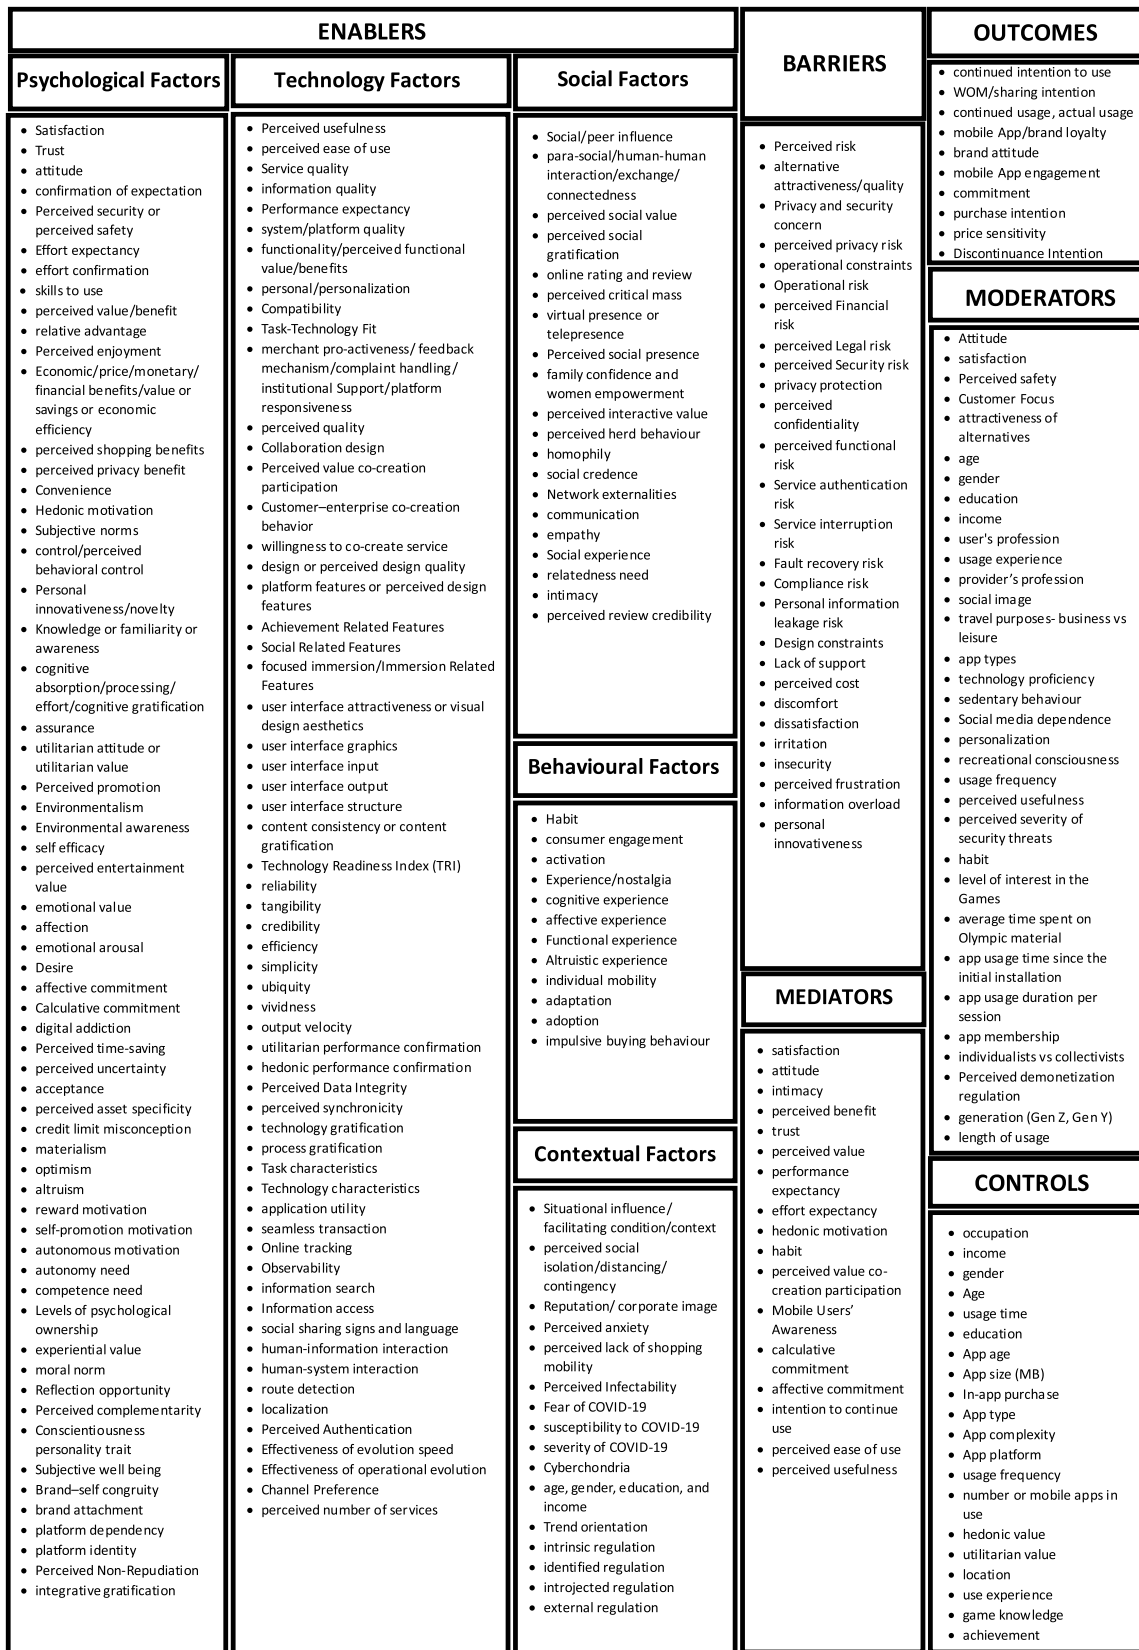 ENABLERS
Psychological Factors
• Satisfaction
• Trust
• attitude
• confirmation of expectation
• Perceived security or
perceived safety
• Effort expectancy
• effort confirmation
• skills to use
• perceived value/benefit
• relative advantage
• Perceived enjoyment
• Economic/price/monetary/
financial benefits/value or
savings or economic
efficiency
• perceived shopping benefits
• perceived privacy benefit
• Convenience
• Hedonic motivation
• Subjective norms
• control/perceived
behavioral control
• Personal
innovativeness/novelty
• Knowledge or familiarity or
awareness
• cognitive
absorption/processing/
effort/cognitive gratification
• assurance
• utilitarian attitude or
utilitarian value
• Perceived promotion
• Environmentalism
• Environmental awareness
• self efficacy
• perceived entertainment
value
• emotional value
• affection
• emotional arousal
• Desire
• affective commitment
• Calculative commitment
• digital addiction
• Perceived time-saving
• perceived uncertainty
• acceptance
• perceived asset specificity
• credit limit misconception
• materialism
• optimism
• altruism
• reward motivation
• self-promotion motivation
• autonomous motivation
• autonomy need
• competence need
• Levels of psychological
ownership
• experiential value
• moral norm
• Reflection opportunity
• Perceived complementarity
• Conscientiousness
personality trait
• Subjective well being
• Brand–self congruity
• brand attachment
• platform dependency
• platform identity
• Perceived Non-Repudiation
• integrative gratification
Technology Factors
• Perceived usefulness
• perceived ease of use
• Service quality
• information quality
• Performance expectancy
• system/platform quality
• functionality/perceived functional
value/benefits
• personal/personalization
• Compatibility
• Task-Technology Fit
• merchant pro-activeness/ feedback
mechanism/complaint handling/
institutional Support/platform
responsiveness
• perceived quality
• Collaboration design
• Perceived value co-creation
participation
• Customer–enterprise co-creation
behavior
• willingness to co-create service
• design or perceived design quality
• platform features or perceived design
features
• Achievement Related Features
• Social Related Features
• focused immersion/Immersion Related
Features
• user interface attractiveness or visual
design aesthetics
• user interface graphics
• user interface input
• user interface output
• user interface structure
• content consistency or content
gratification
• Technology Readiness Index (TRI)
• reliability
• tangibility
• credibility
• efficiency
• simplicity
• ubiquity
• vividness
• output velocity
• utilitarian performance confirmation
• hedonic performance confirmation
• Perceived Data Integrity
• perceived synchronicity
• technology gratification
• process gratification
• Task characteristics
• Technology characteristics
• application utility
• seamless transaction
• Online tracking
• Observability
• information search
• Information access
• social sharing signs and language
• human-information interaction
• human-system interaction
• route detection
• localization
• Perceived Authentication
• Effectiveness of evolution speed
• Effectiveness of operational evolution
• Channel Preference
• perceived number of services
Social Factors
• Social/peer influence
• para-social/human-human
interaction/exchange/
connectedness
• perceived social value
• perceived social
gratification
• online rating and review
• perceived critical mass
• virtual presence or
telepresence
• Perceived social presence
• family confidence and
women empowerment
• perceived interactive value
• perceived herd behaviour
• homophily
• social credence
• Network externalities
• communication
• empathy
• Social experience
• relatedness need
• intimacy
• perceived review credibility
Behavioural Factors
• Habit
• consumer engagement
• activation
• Experience/nostalgia
• cognitive experience
• affective experience
• Functional experience
• Altruistic experience
• individual mobility
• adaptation
• adoption
• impulsive buying behaviour
Contextual Factors
• Situational influence/
facilitating condition/context
• perceived social
isolation/distancing/
contingency
• Reputation/ corporate image
• Perceived anxiety
• perceived lack of shopping
mobility
• Perceived Infectability
• Fear of COVID-19
• susceptibility to COVID-19
• severity of COVID-19
• Cyberchondria
• age, gender, education, and
income
• Trend orientation
• intrinsic regulation
• identified regulation
• introjected regulation
• external regulation
BARRIERS
• Perceived risk
• alternative
attractiveness/quality
• Privacy and security
concern
• perceived privacy risk
• operational constraints
• Operational risk
• perceived Financial
risk
• perceived Legal risk
• perceived Security risk
• privacy protection
• perceived
confidentiality
• perceived functional
risk
• Service authentication
risk
• Service interruption
risk
• Fault recovery risk
• Compliance risk
• Personal information
leakage risk
• Design constraints
• Lack of support
• perceived cost
• discomfort
• dissatisfaction
• irritation
• insecurity
• perceived frustration
• information overload
• personal
innovativeness
MEDIATORS
• satisfaction
• attitude
• intimacy
• perceived benefit
• trust
• perceived value
• performance
expectancy
• effort expectancy
• hedonic motivation
• habit
• perceived value co-
creation participation
• Mobile Users’
Awareness
• calculative
commitment
• affective commitment
• intention to continue
use
• perceived ease of use
• perceived usefulness
OUTCOMES
• continued intention to use
• WOM/sharing intention
• continued usage, actual usage
• mobile App/brand loyalty
• brand attitude
• mobile App engagement
• commitment
• purchase intention
• price sensitivity
• Discontinuance Intention
MODERATORS
• Attitude
• satisfaction
• Perceived safety
• Customer Focus
• attractiveness of
alternatives
• age
• gender
• education
• income
• user's profession
• usage experience
• provider’s profession
• social image
• travel purposes- business vs
leisure
• app types
• technology proficiency
• sedentary behaviour
• Social media dependence
• personalization
• recreational consciousness
• usage frequency
• perceived usefulness
• perceived severity of
security threats
• habit
• level of interest in the
Games
• average time spent on
Olympic material
• app usage time since the
initial installation
• app usage duration per
session
• app membership
• individualists vs collectivists
• Perceived demonetization
regulation
• generation (Gen Z, Gen Y)
• length of usage
CONTROLS
• occupation
• income
• gender
• Age
• usage time
• education
• App age
• App size (MB)
• In-app purchase
• App type
• App complexity
• App platform
• usage frequency
• number or mobile apps in
use
• hedonic value
• utilitarian value
• location
• use experience
• game knowledge
• achievement